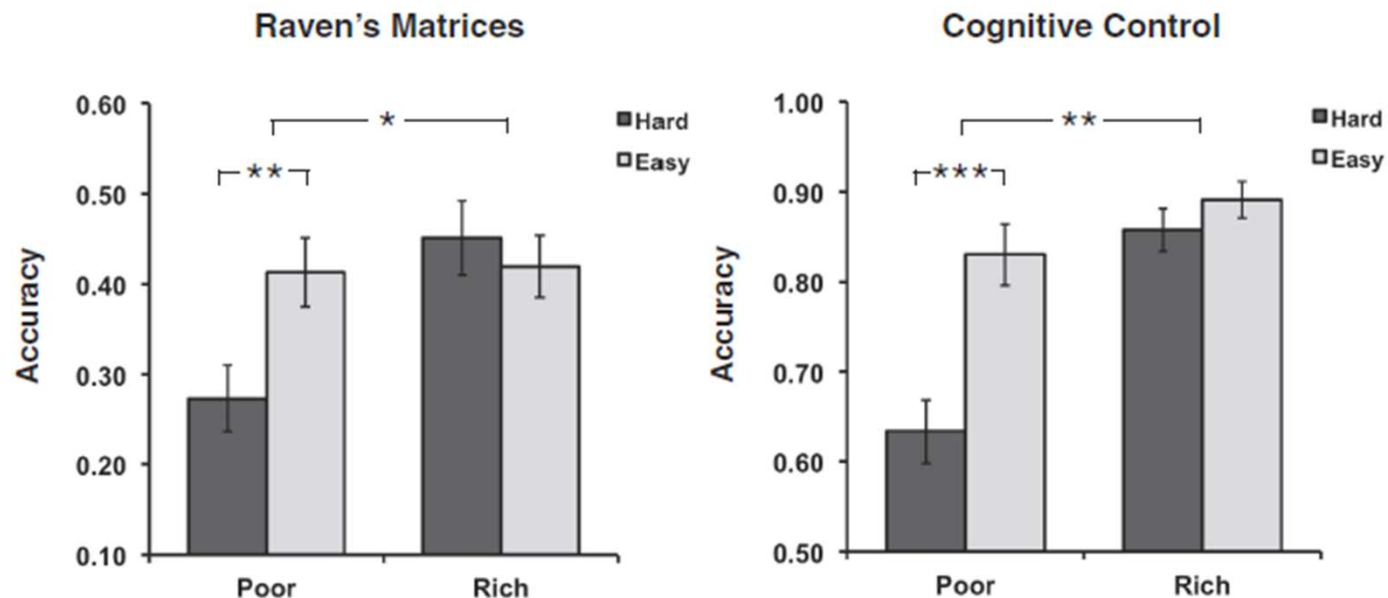 Raven's Matrices
0.60
0.50
0.40
0.30
0.20
0.10
Accuracy
*
**
Hard
Easy
Poor
Rich
Cognitive Control
1.00
0.90
0.80
0.70
0.60
0.50
Accuracy
**
***
Hard
Easy
Poor
Rich